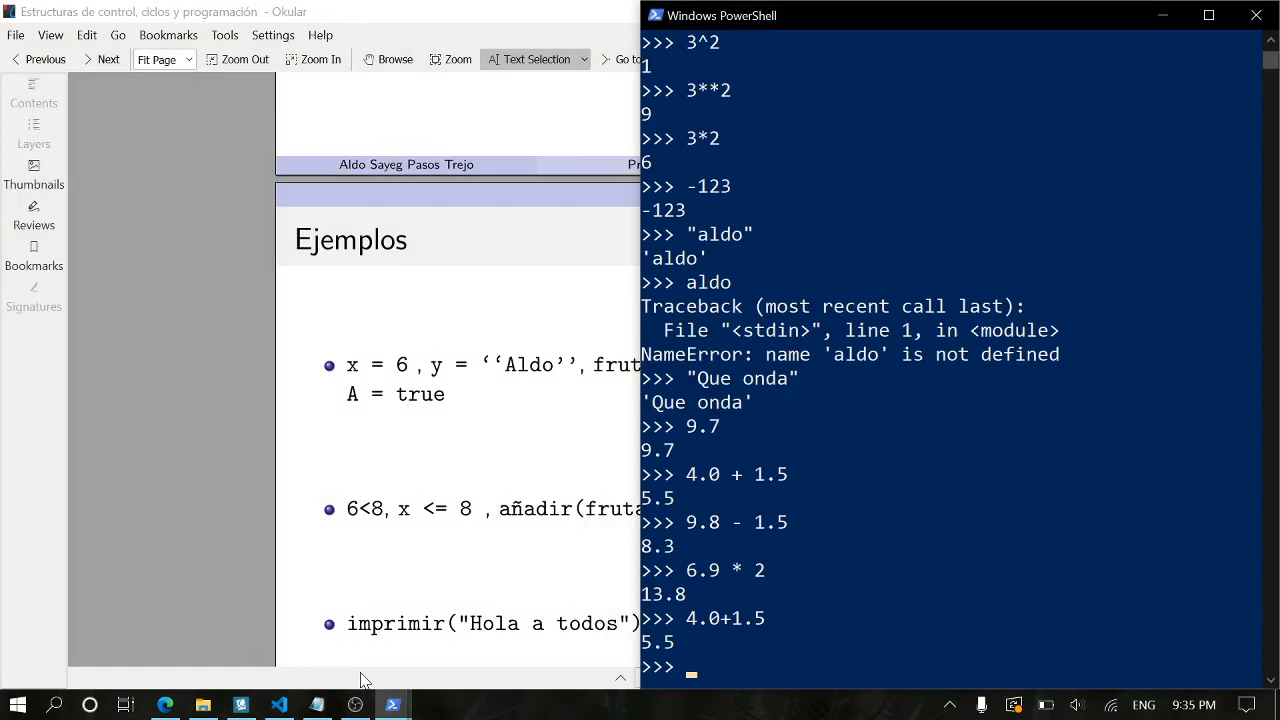 Estructuras de control, ciclos y programación - Okular
File View Edit Go Bookmarks Tools Settings Help
Previous Next Fit Page Zoom Out Zoom In Browse Zoom Text Selection Go to
Contents
Layers
Thumbnails
Reviews
Bookmarks
Signatures
Aldo Sayeg Pasos Trejo Pr
Ejemplos
x = 6 , y = ‘‘Aldo’’, frut
A = true
6<8, x <= 8 , añadir(fruta
imprimir("Hola a todos")
Windows PowerShell
>>> 3^2
1
>>> 3**2
9
>>> 3*2
6
>>> -123
-123
>>> "aldo"
'aldo'
>>> aldo
Traceback (most recent call last):
File "<stdin>", line 1, in <module>
NameError: name 'aldo' is not defined
>>> "Que onda"
'Que onda'
>>> 9.7
9.7
>>> 4.0 + 1.5
5.5
>>> 9.8 - 1.5
8.3
>>> 6.9 * 2
13.8
>>> 4.0+1.5
5.5
>>>
ENG 9:35 PM